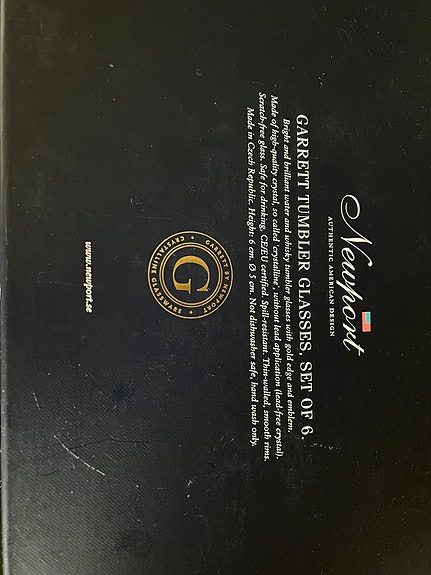 Newport
AUTHENTIC AMERICAN DESIGN
GARRETT TUMBLER GLASSES, SET OF 6.
Bright and brilliant water and whisky tumbler glasses with gold edge and emblem.
Made of high-quality crystal, so called 'crystalline', without lead application (lead-free crystal).
Scratch-free glass. Safe for drinking, CE/EU certified. Spill-resistant. Thin-walled, smooth rims.
Made in Czech Republic. Height: 6 cm. Ø 9 cm. Not dishwasher safe, hand wash only.
GARRETT BY NEWPORT
G
CRYSTALLINE GLASSWARE
www.newport.se